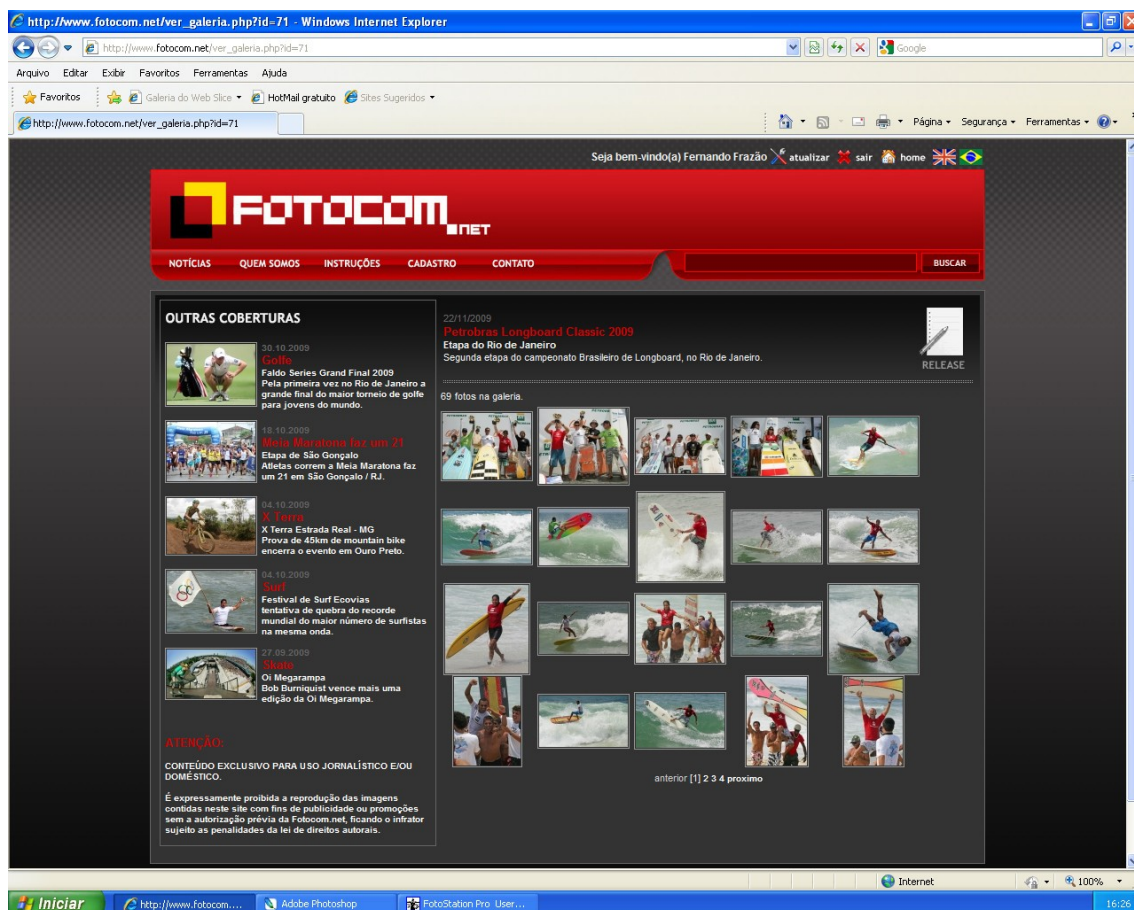 http://www.fotocom.net/ver_galeria.php?id=71 - Windows Internet Explorer
http://www.fotocom.net/ver_galeria.php?id=71
Google
Arquivo Editar Exibir Favoritos Ferramentas Ajuda
Favoritos Galeria do Web Slice HotMail gratuito Sites Sugeridos
http://www.fotocom.net/ver_galeria.php?id=71
Página Segurança Ferramentas
Seja bem-vindo(a) Fernando Frazão atualizar sair home
FOTOCOM.NET
NOTÍCIAS QUEM SOMOS INSTRUÇÕES CADASTRO CONTATO BUSCAR
OUTRAS COBERTURAS
30.10.2009
Golfe
Faldo Series Grand Final 2009
Pela primeira vez no Rio de Janeiro a
grande final do maior torneio de golfe
para jovens do mundo.
18.10.2009
Meia Maratona faz um 21
Etapa de São Gonçalo
Atletas correm a Meia Maratona faz
um 21 em São Gonçalo / RJ.
04.10.2009
X Terra
X Terra Estrada Real - MG
Prova de 45km de mountain bike
encerra o evento em Ouro Preto.
04.10.2009
Surf
Festival de Surf Ecovias
tentativa de quebra do recorde
mundial do maior número de surfistas
na mesma onda.
27.09.2009
Skate
Oi Megarampa
Bob Burniquist vence mais uma
edição da Oi Megarampa.
ATENÇÃO:
CONTEÚDO EXCLUSIVO PARA USO JORNALÍSTICO E/OU
DOMÉSTICO.
É expressamente proibida a reprodução das imagens
contidas neste site com fins de publicidade ou promoções
sem a autorização prévia da Fotocom.net, ficando o infrator
sujeito as penalidades da lei de direitos autorais.
22/11/2009
Petrobras Longboard Classic 2009
Etapa do Rio de Janeiro
Segunda etapa do campeonato Brasileiro de Longboard, no Rio de Janeiro.
RELEASE
69 fotos na galeria.
anterior [1] 2 3 4 proximo
Internet 100%
Iniciar http://www.fotocom.... Adobe Photoshop FotoStation Pro User... 16:26